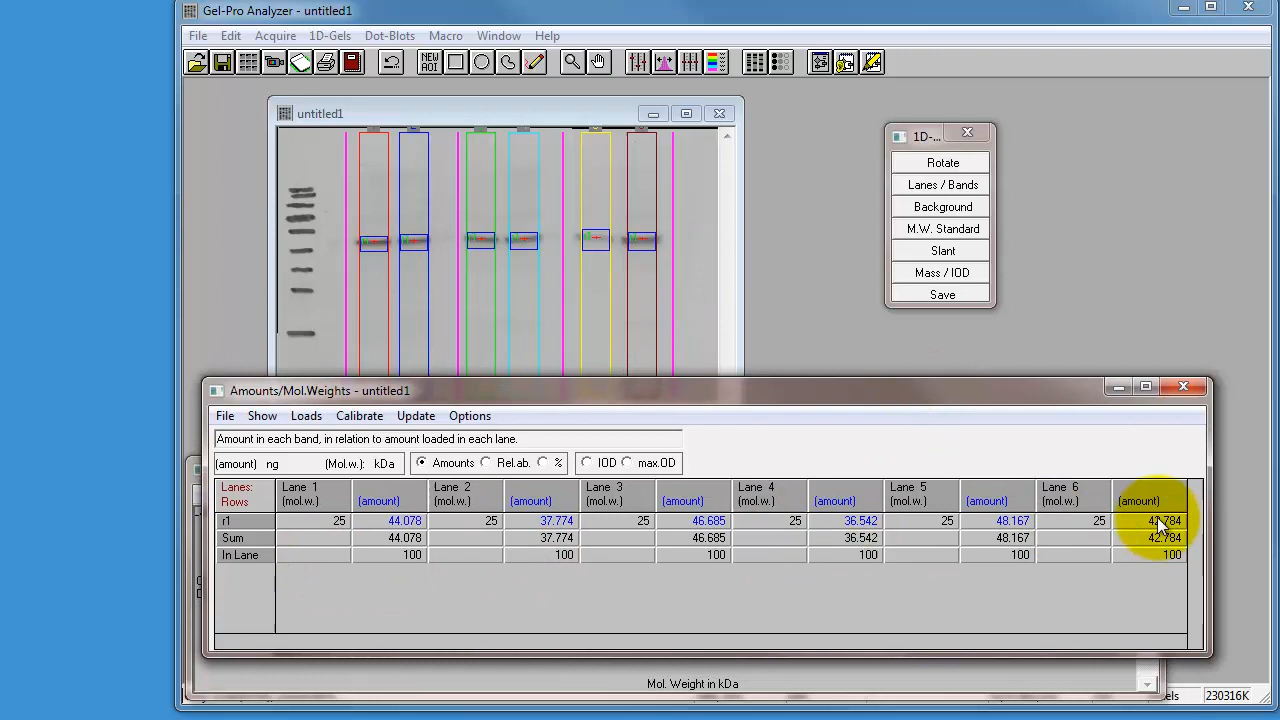 Gel-Pro Analyzer - untitled1
File Edit Acquire 1D-Gels Dot-Blots Macro Window Help
NEW AOI
untitled1
1D-...
Rotate
Lanes / Bands
Background
M.W. Standard
Slant
Mass / IOD
Save
Amounts/Mol.Weights - untitled1
File Show Loads Calibrate Update Options
Amount in each band, in relation to amount loaded in each lane.
(amount) ng (Mol.w.): kDa Amounts Rel.ab. % IOD max.OD
Lanes: Lane 1 Lane 2 Lane 3 Lane 4 Lane 5 Lane 6
Rows (mol.w.) (amount) (mol.w.) (amount) (mol.w.) (amount) (mol.w.) (amount) (mol.w.) (amount) (mol.w.) (amount)
r1 25 44.078 25 37.774 25 46.685 25 36.542 25 48.167 25 42.784
Sum 44.078 37.774 46.685 36.542 48.167 42.784
In Lane 100 100 100 100 100 100
Mol. Weight in kDa
230316K